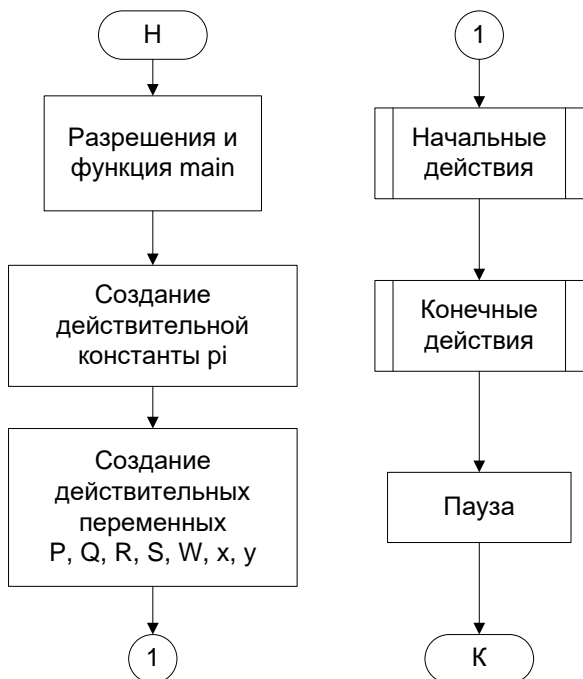 Н
Разрешения и
функция main
Создание
действительной
константы pi
Создание
действительных
переменных
P, Q, R, S, W, x, y
1
1
Начальные
действия
Конечные
действия
Пауза
К